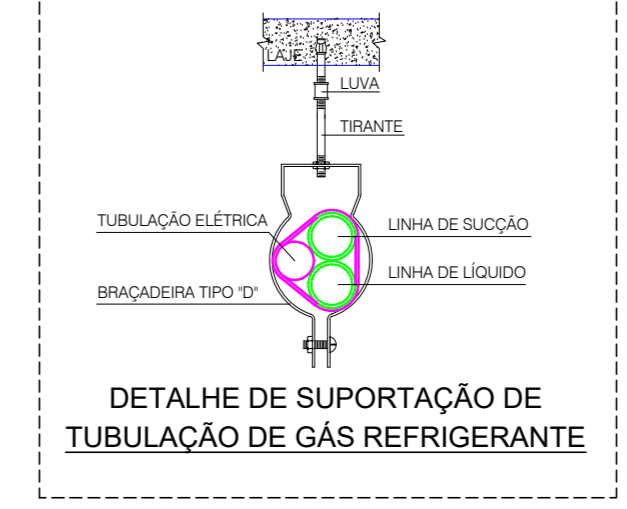 LAJE
LUVA
TIRANTE
TUBULAÇÃO ELÉTRICA
LINHA DE SUCÇÃO
LINHA DE LÍQUIDO
BRAÇADEIRA TIPO "D"
DETALHE DE SUPORTAÇÃO DE
TUBULAÇÃO DE GÁS REFRIGERANTE